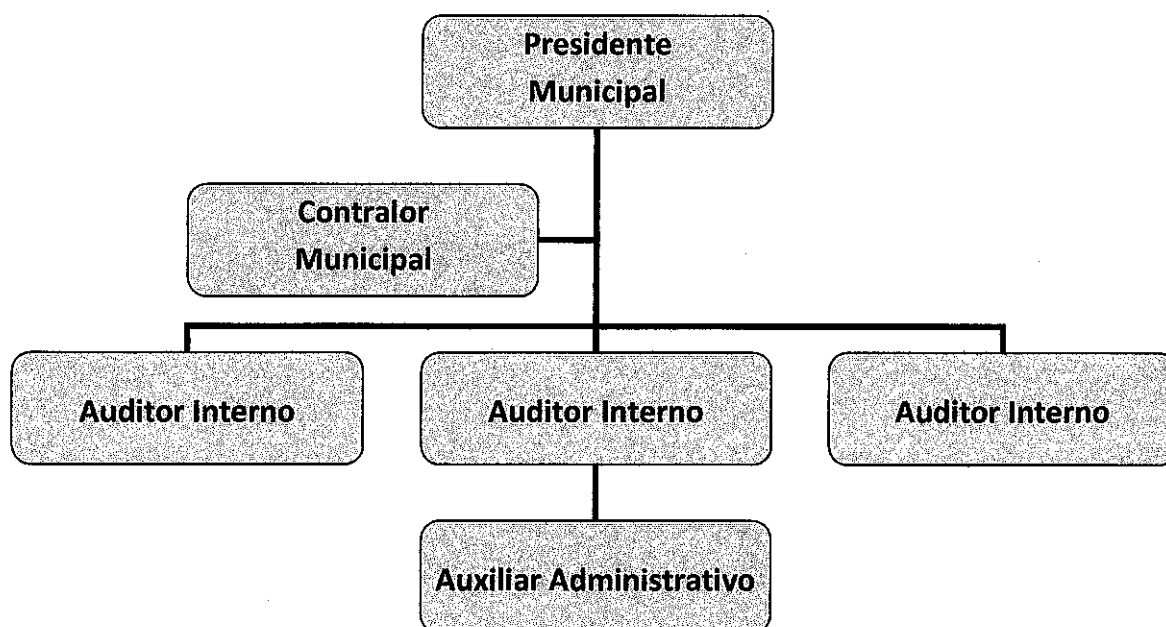 Presidente
Municipal
Contralor
Municipal
Auditor Interno
Auditor Interno
Auditor Interno
Auxiliar Administrativo